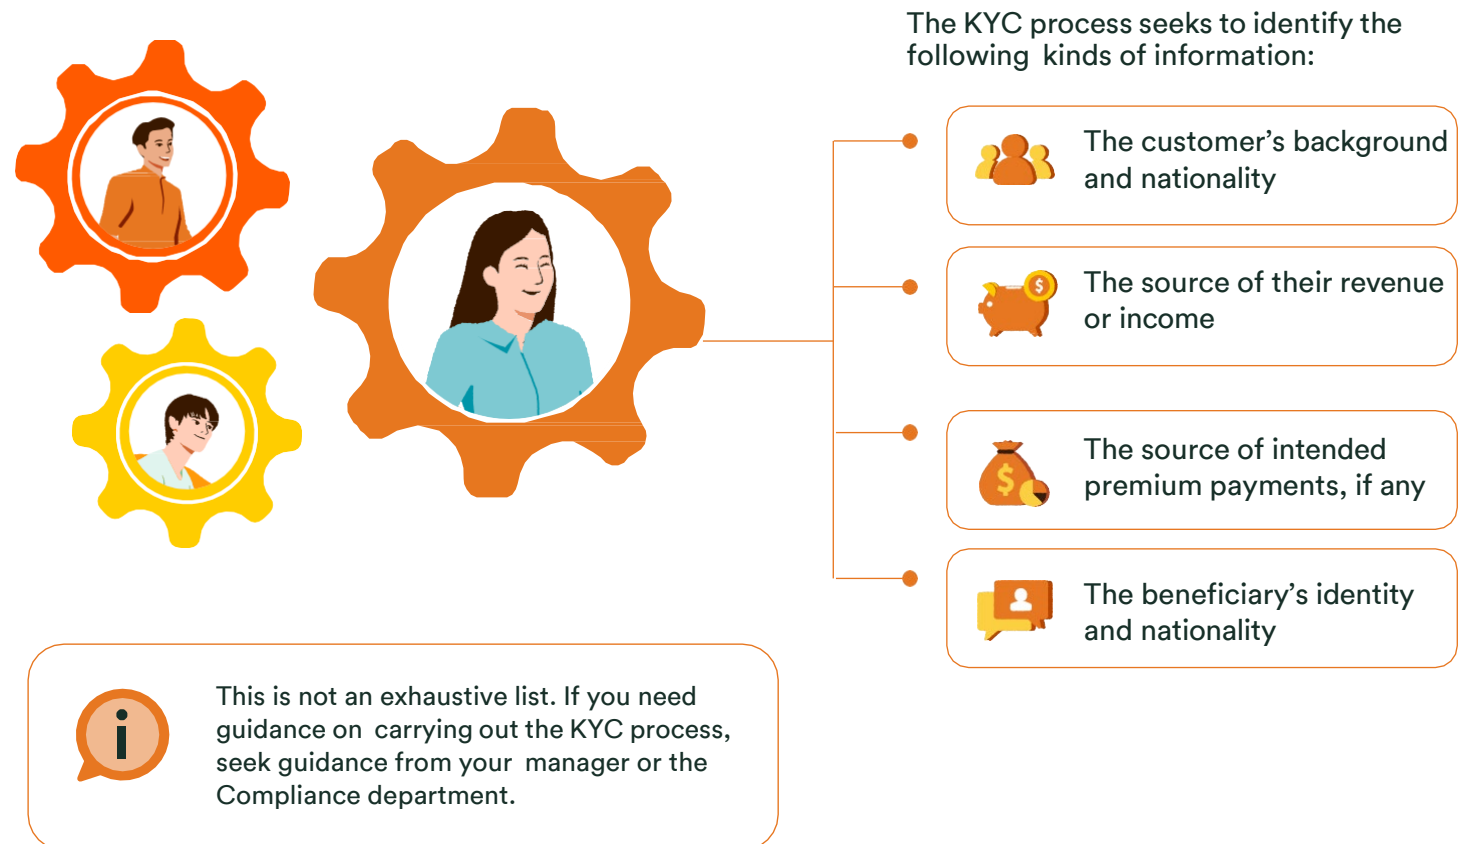 The KYC process seeks to identify the
following kinds of information:
The customer’s background
and nationality
The source of their revenue
or income
The source of intended
premium payments, if any
The beneficiary’s identity
and nationality
This is not an exhaustive list. If you need
guidance on carrying out the KYC process,
seek guidance from your manager or the
Compliance department.